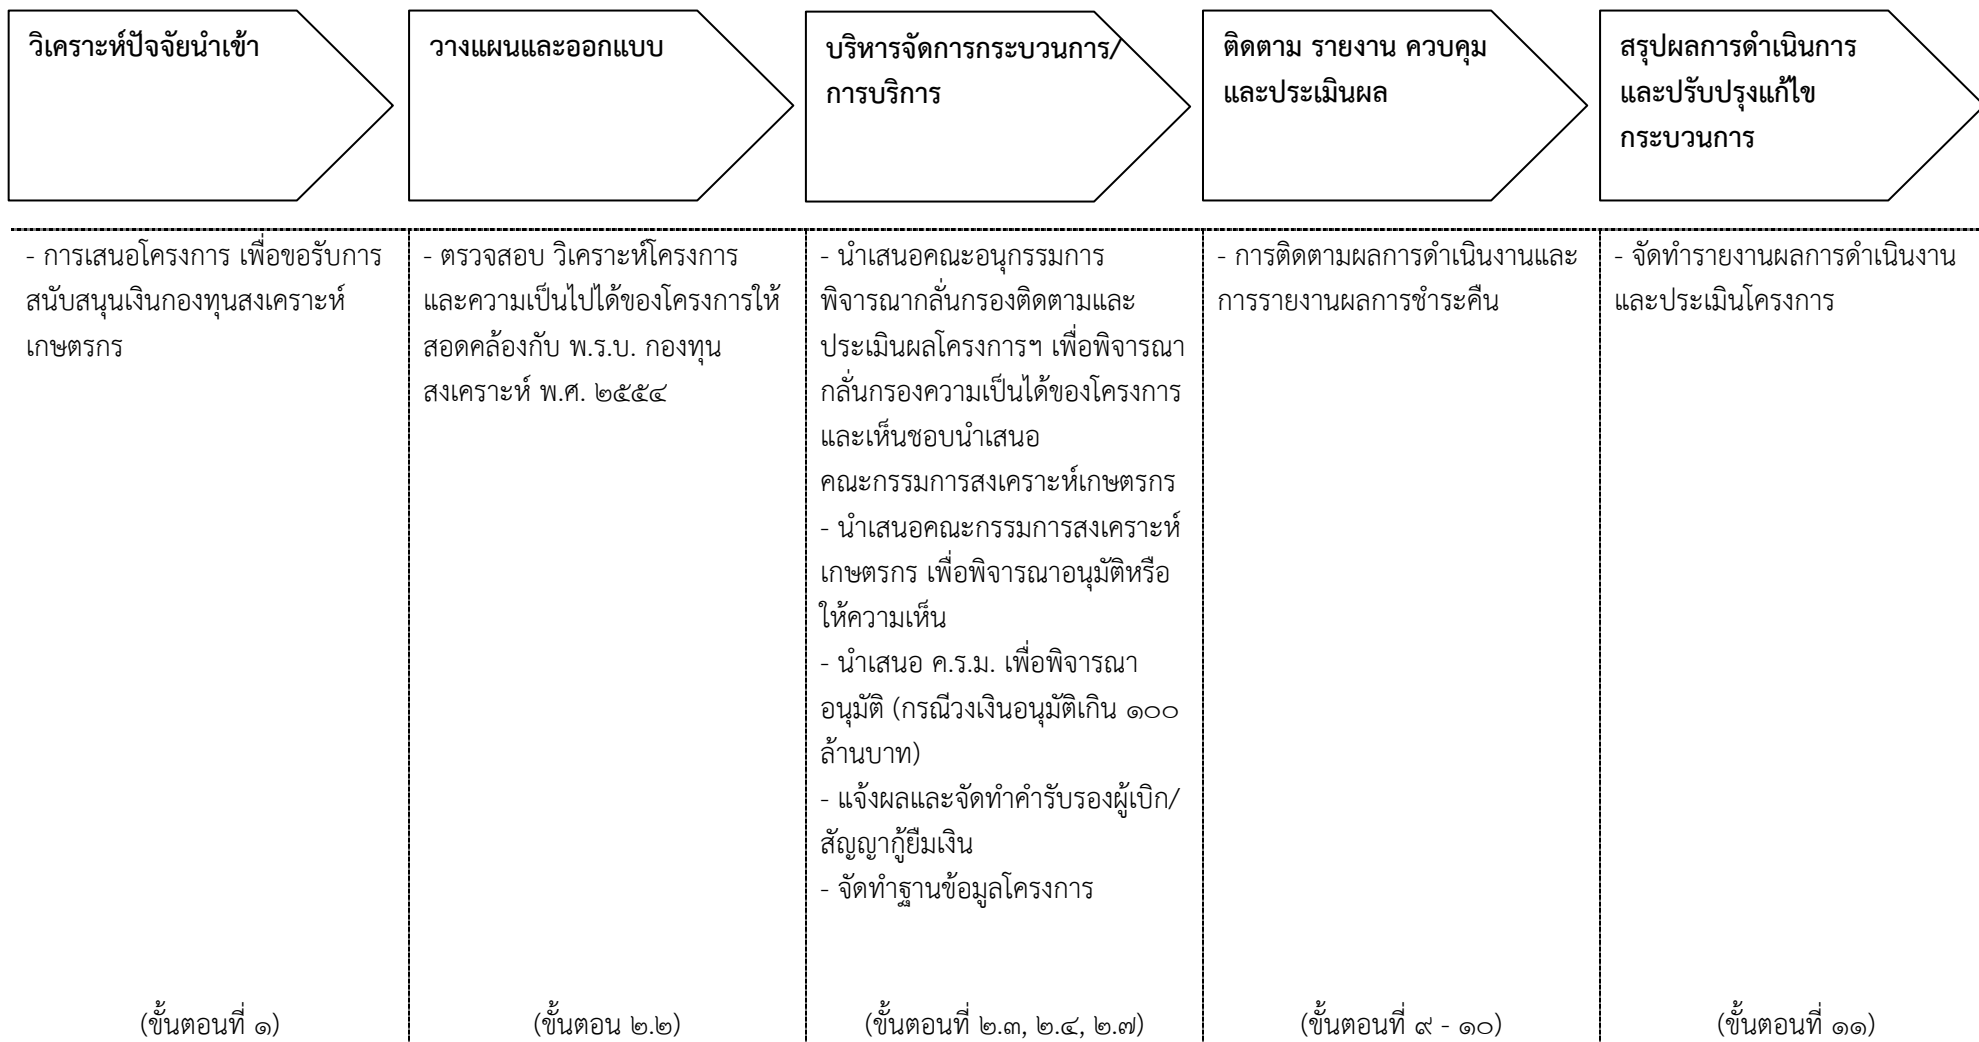 วิเคราะห์ปัจจัยนำเข้า
วางแผนและออกแบบ
บริหารจัดการกระบวนการ/
การบริการ
ติดตาม รายงาน ควบคุม
และประเมินผล
สรุปผลการดำเนินการ
และปรับปรุงแก้ไข
กระบวนการ
- การเสนอโครงการ เพื่อขอรับการ
สนับสนุนเงินกองทุนสงเคราะห์
เกษตรกร
(ขั้นตอนที่ ๑)
- ตรวจสอบ วิเคราะห์โครงการ
และความเป็นไปได้ของโครงการให้
สอดคล้องกับ พ.ร.บ. กองทุน
สงเคราะห์ พ.ศ. ๒๕๕๔
(ขั้นตอน ๒.๒)
- นำเสนอคณะอนุกรรมการ
พิจารณากลั่นกรองติดตามและ
ประเมินผลโครงการฯ เพื่อพิจารณา
กลั่นกรองความเป็นได้ของโครงการ
และเห็นชอบนำเสนอ
คณะกรรมการสงเคราะห์เกษตรกร
- นำเสนอคณะกรรมการสงเคราะห์
เกษตรกร เพื่อพิจารณาอนุมัติหรือ
ให้ความเห็น
- นำเสนอ ค.ร.ม. เพื่อพิจารณา
อนุมัติ (กรณีวงเงินอนุมัติเกิน ๑๐๐
ล้านบาท)
- แจ้งผลและจัดทำคำรับรองผู้เบิก/
สัญญากู้ยืมเงิน
- จัดทำฐานข้อมูลโครงการ
(ขั้นตอนที่ ๒.๓, ๒.๔, ๒.๗)
- การติดตามผลการดำเนินงานและ
การรายงานผลการชำระคืน
(ขั้นตอนที่ ๙ - ๑๐)
- จัดทำรายงานผลการดำเนินงาน
และประเมินโครงการ
(ขั้นตอนที่ ๑๑)